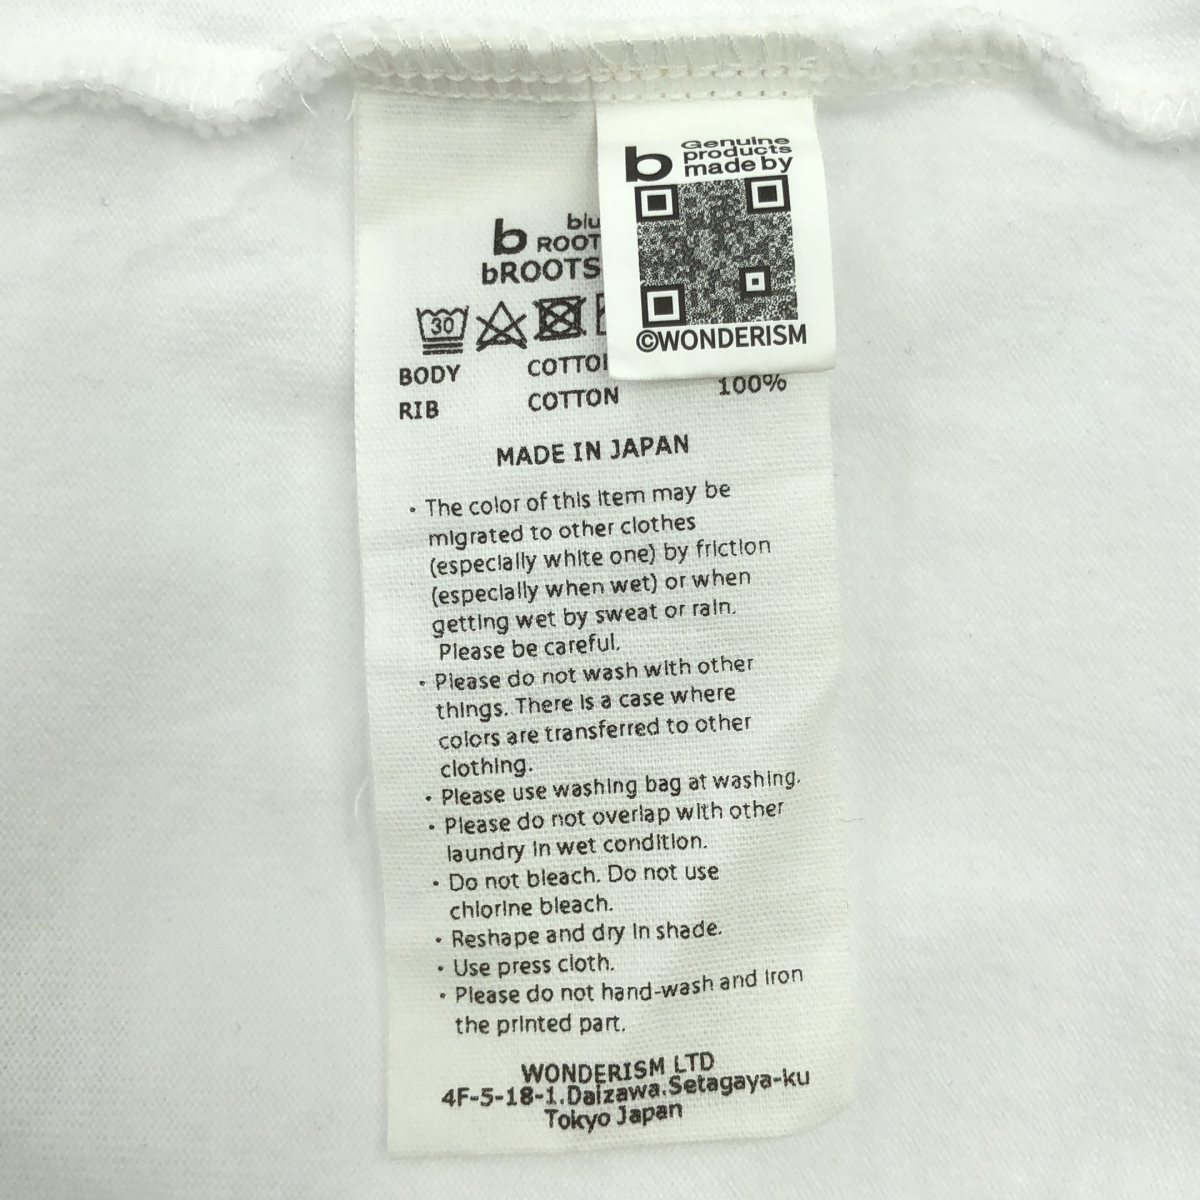 Genuine
products
b made by
©WONDERISM
b
ROOT
bROOTS
30
BODY
RIB COTTON 100%
MADE IN JAPAN
・The color of this item may be
migrated to other clothes
(especially white one) by friction
(especially when wet) or when
getting wet by sweat or rain.
Please be careful.
・Please do not wash with other
things. There is a case where
colors are transferred to other
clothing.
・Please use washing bag at washing.
・Please do not overlap with other
laundry in wet condition.
・Do not bleach. Do not use
chlorine bleach.
・Reshape and dry in shade.
・Use press cloth.
・Please do not hand-wash and iron
the printed part.
WONDERISM LTD
4F-5-18-1.Daizawa.Setagaya-ku
Tokyo Japan